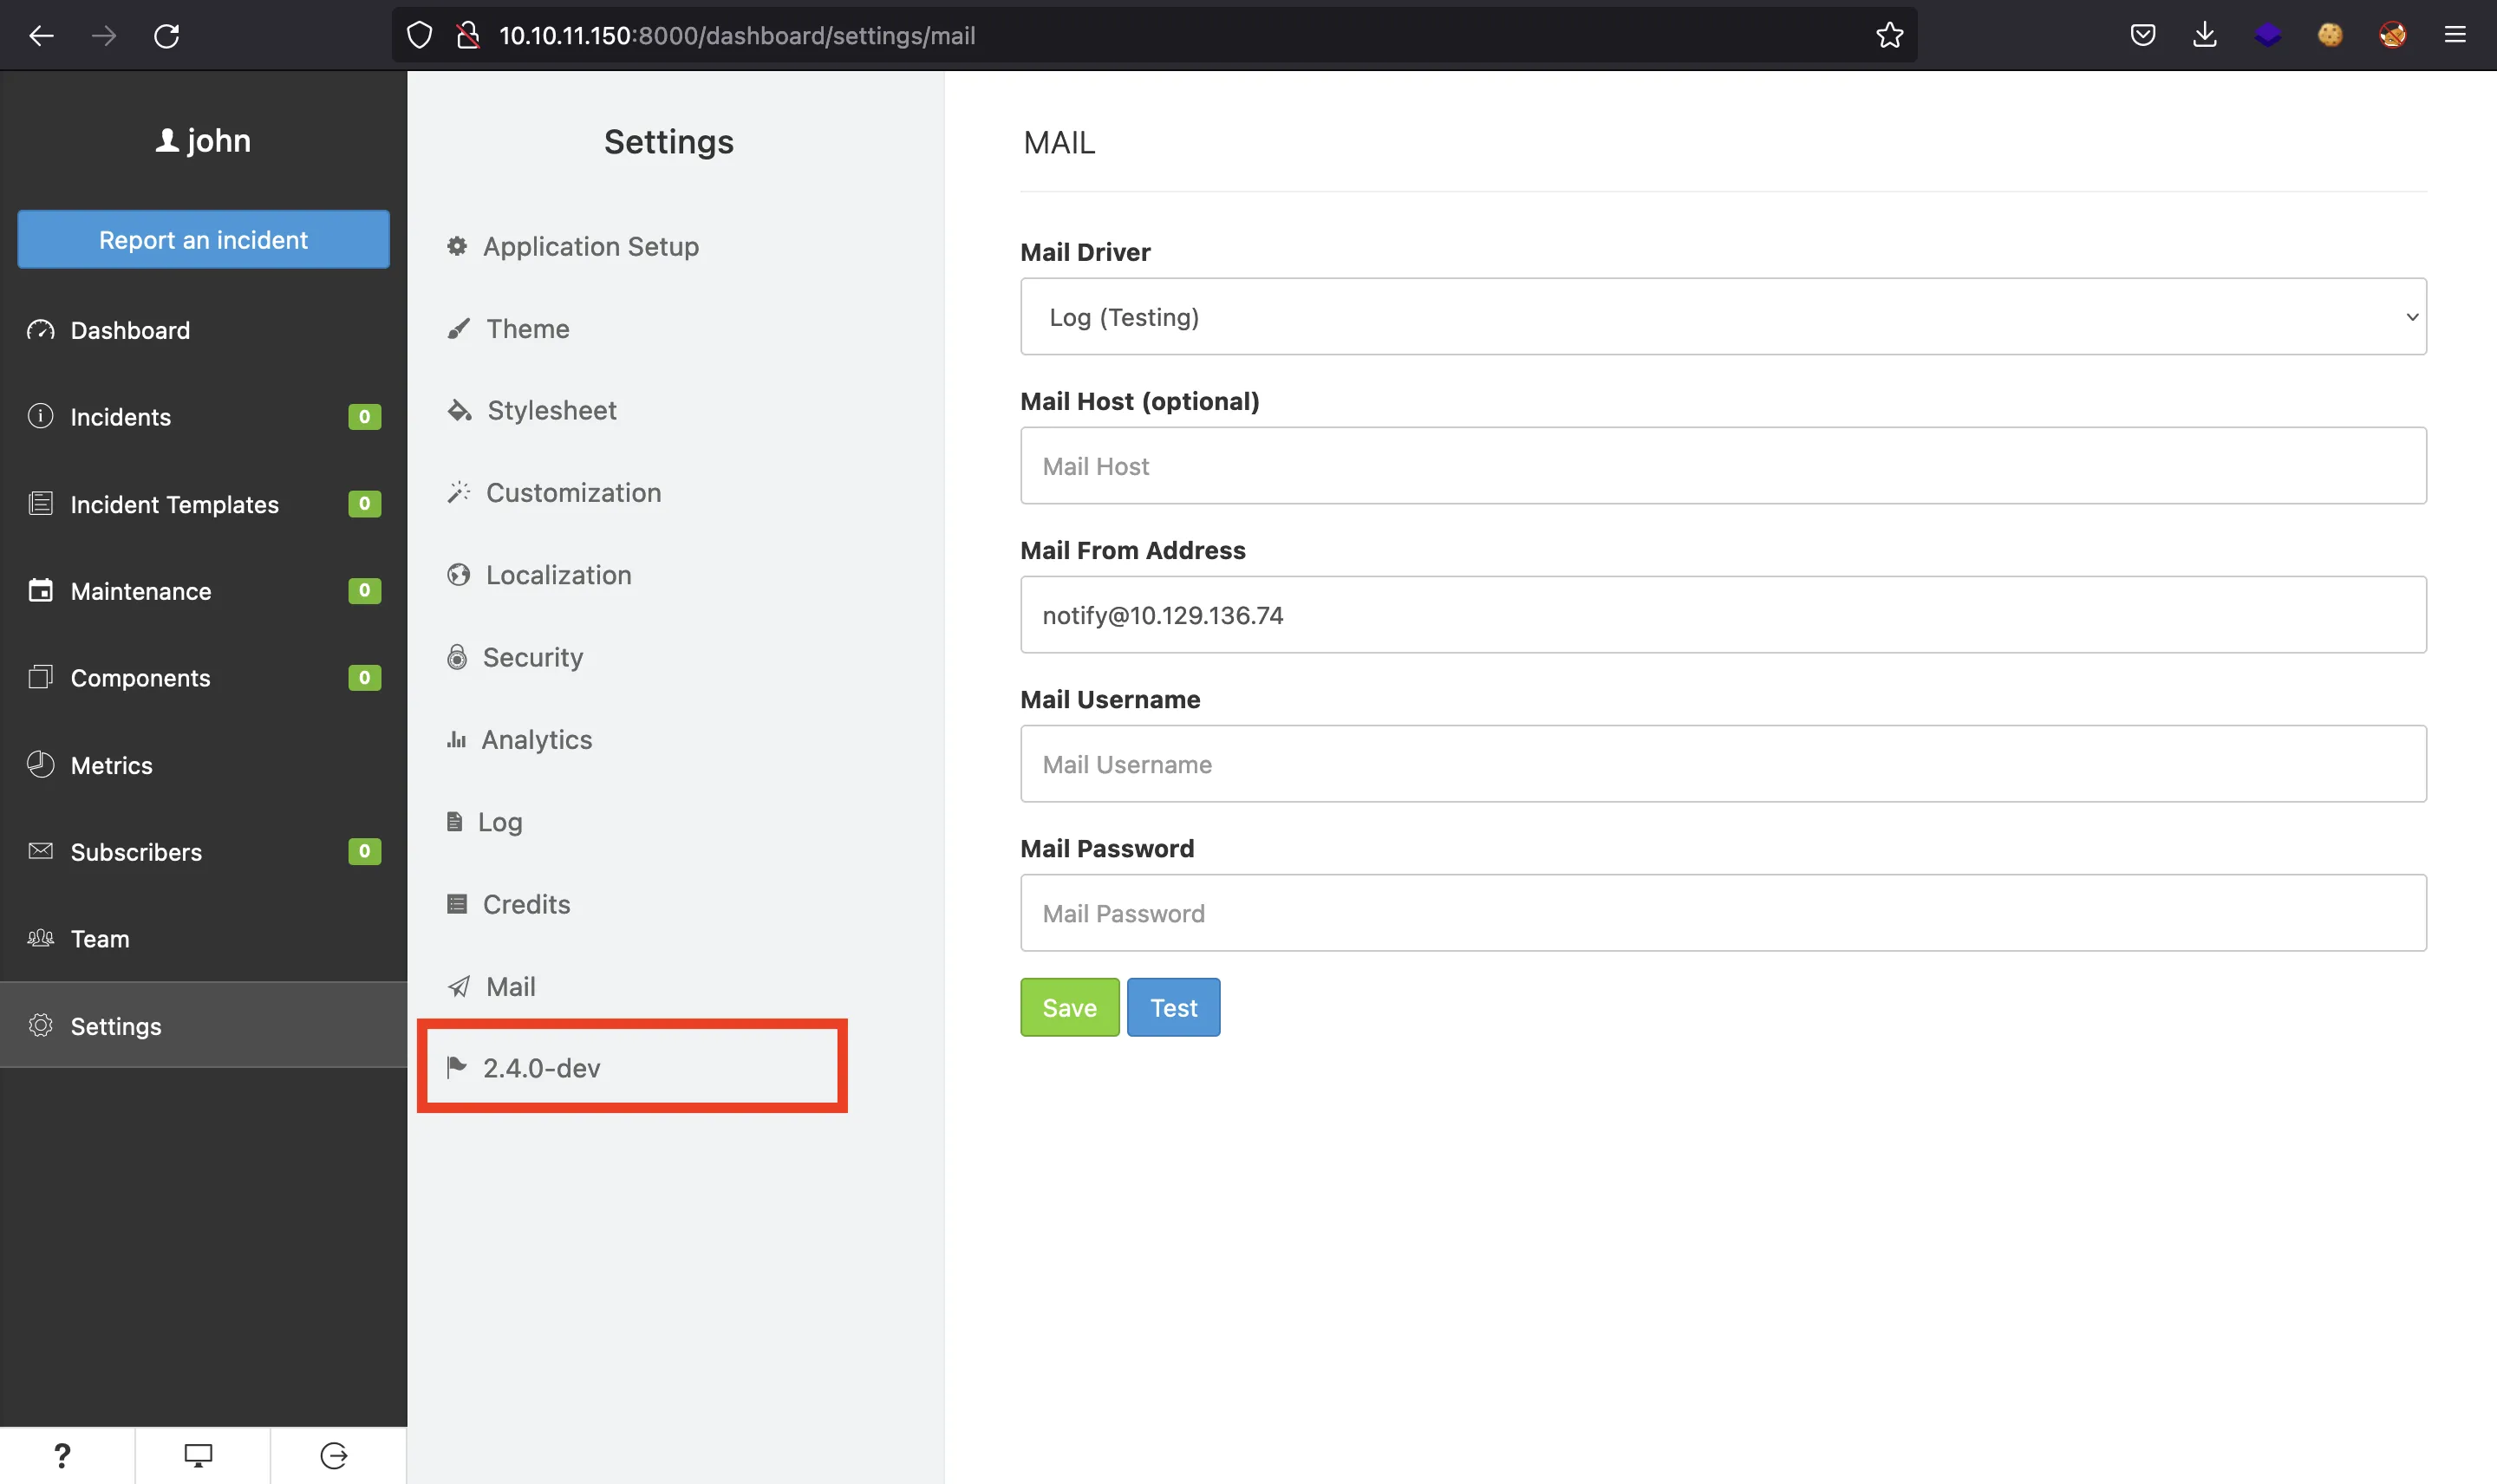 10.10.11.150:8000/dashboard/settings/mail
john
Report an incident
Dashboard
Incidents 0
Incident Templates 0
Maintenance 0
Components 0
Metrics
Subscribers 0
Team
Settings
?
Settings
Application Setup
Theme
Stylesheet
Customization
Localization
Security
Analytics
Log
Credits
Mail
2.4.0-dev
MAIL
Mail Driver
Log (Testing)
Mail Host (optional)
Mail Host
Mail From Address
notify@10.129.136.74
Mail Username
Mail Username
Mail Password
Mail Password
Save Test